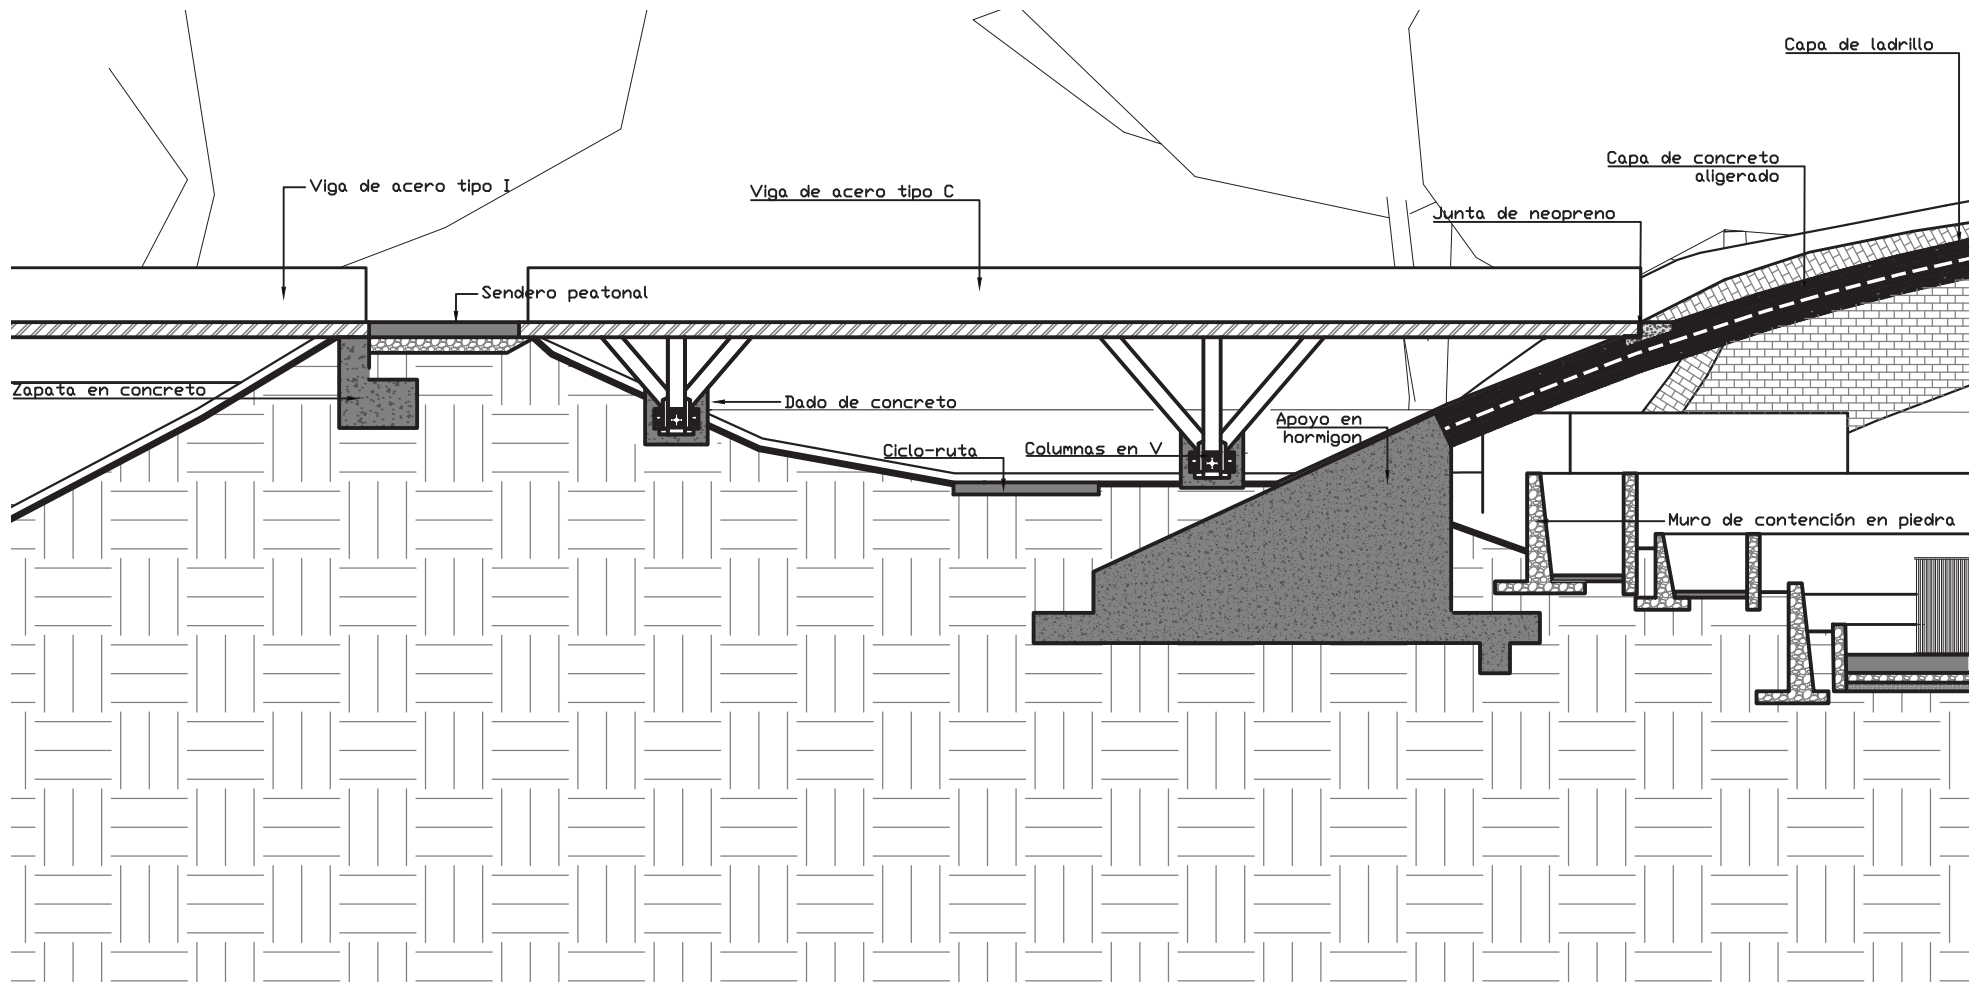 Capa de ladrillo
Capa de concreto
aligerado
Viga de acero tipo I
Viga de acero tipo C
Junta de neopreno
Sendero peatonal
Zapata en concreto
Dado de concreto
Apoyo en
hormigon
Ciclo-ruta
Columnas en V
Muro de contención en piedra